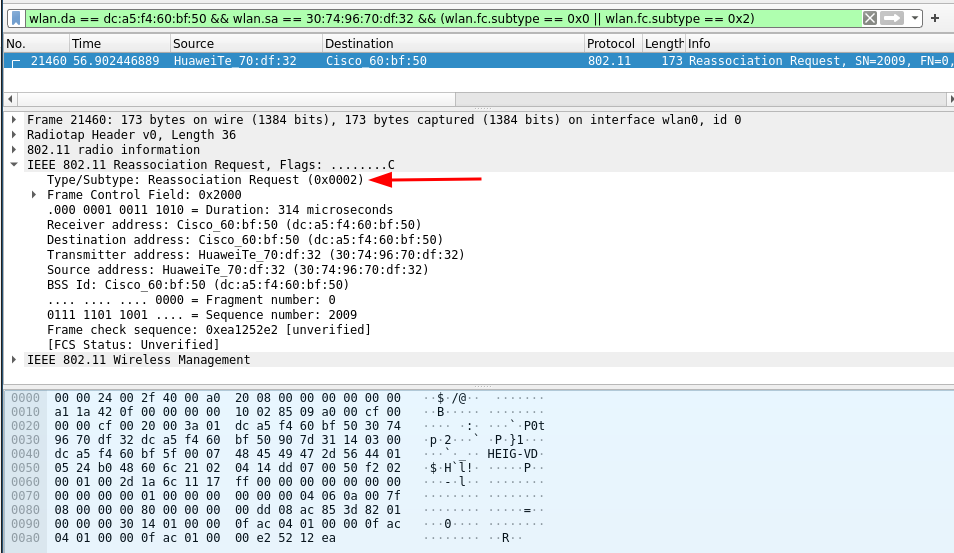 wlan.da == dc:a5:f4:60:bf:50 && wlan.sa == 30:74:96:70:df:32 && (wlan.fc.subtype == 0x0 || wlan.fc.subtype == 0x2)
No. Time Source Destination Protocol Length Info
21460 56.902446889 HuaweiTe_70:df:32 Cisco_60:bf:50 802.11 173 Reassociation Request, SN=2009, FN=0,
Frame 21460: 173 bytes on wire (1384 bits), 173 bytes captured (1384 bits) on interface wlan0, id 0
Radiotap Header v0, Length 36
802.11 radio information
IEEE 802.11 Reassociation Request, Flags: ........C
Type/Subtype: Reassociation Request (0x0002)
Frame Control Field: 0x2000
.000 0001 0011 1010 = Duration: 314 microseconds
Receiver address: Cisco_60:bf:50 (dc:a5:f4:60:bf:50)
Destination address: Cisco_60:bf:50 (dc:a5:f4:60:bf:50)
Transmitter address: HuaweiTe_70:df:32 (30:74:96:70:df:32)
Source address: HuaweiTe_70:df:32 (30:74:96:70:df:32)
BSS Id: Cisco_60:bf:50 (dc:a5:f4:60:bf:50)
.... .... .... 0000 = Fragment number: 0
0111 1101 1001 .... = Sequence number: 2009
Frame check sequence: 0xea1252e2 [unverified]
[FCS Status: Unverified]
IEEE 802.11 Wireless Management
0000 00 00 24 00 2f 40 00 a0 20 08 00 00 00 00 00 00 ··$·/@·· ········
0010 a1 1a 42 0f 00 00 00 00 10 02 85 09 a0 00 cf 00 ··B····· ········
0020 00 cf 00 20 00 3a 01 dc a5 f4 60 bf 50 30 74 ··· ·:·· ··`·P0t
0030 96 70 df 32 dc a5 f4 60 bf 50 90 7d 31 14 03 00 ·p·2···` ·P·}1···
0040 dc a5 f4 60 bf 5f 00 07 48 45 49 47 2d 56 44 01 ···`·_·· HEIG-VD·
0050 05 24 b0 48 60 6c 21 02 04 14 dd 07 00 50 f2 02 ·$·H`l!· ·····P··
0060 00 01 00 2d 1a 6c 11 17 ff 00 00 00 00 00 00 00 ···-·l·· ········
0070 00 00 00 00 01 00 00 00 00 00 00 04 06 0a 00 7f ········ ········
0080 08 00 00 00 80 00 00 00 00 dd 08 ac 85 3d 82 01 ········ ·····=··
0090 00 00 00 30 14 01 00 00 0f ac 04 01 00 00 0f ac ···0···· ········
00a0 04 01 00 00 0f ac 01 00 00 e2 52 12 ea ········ ··R··